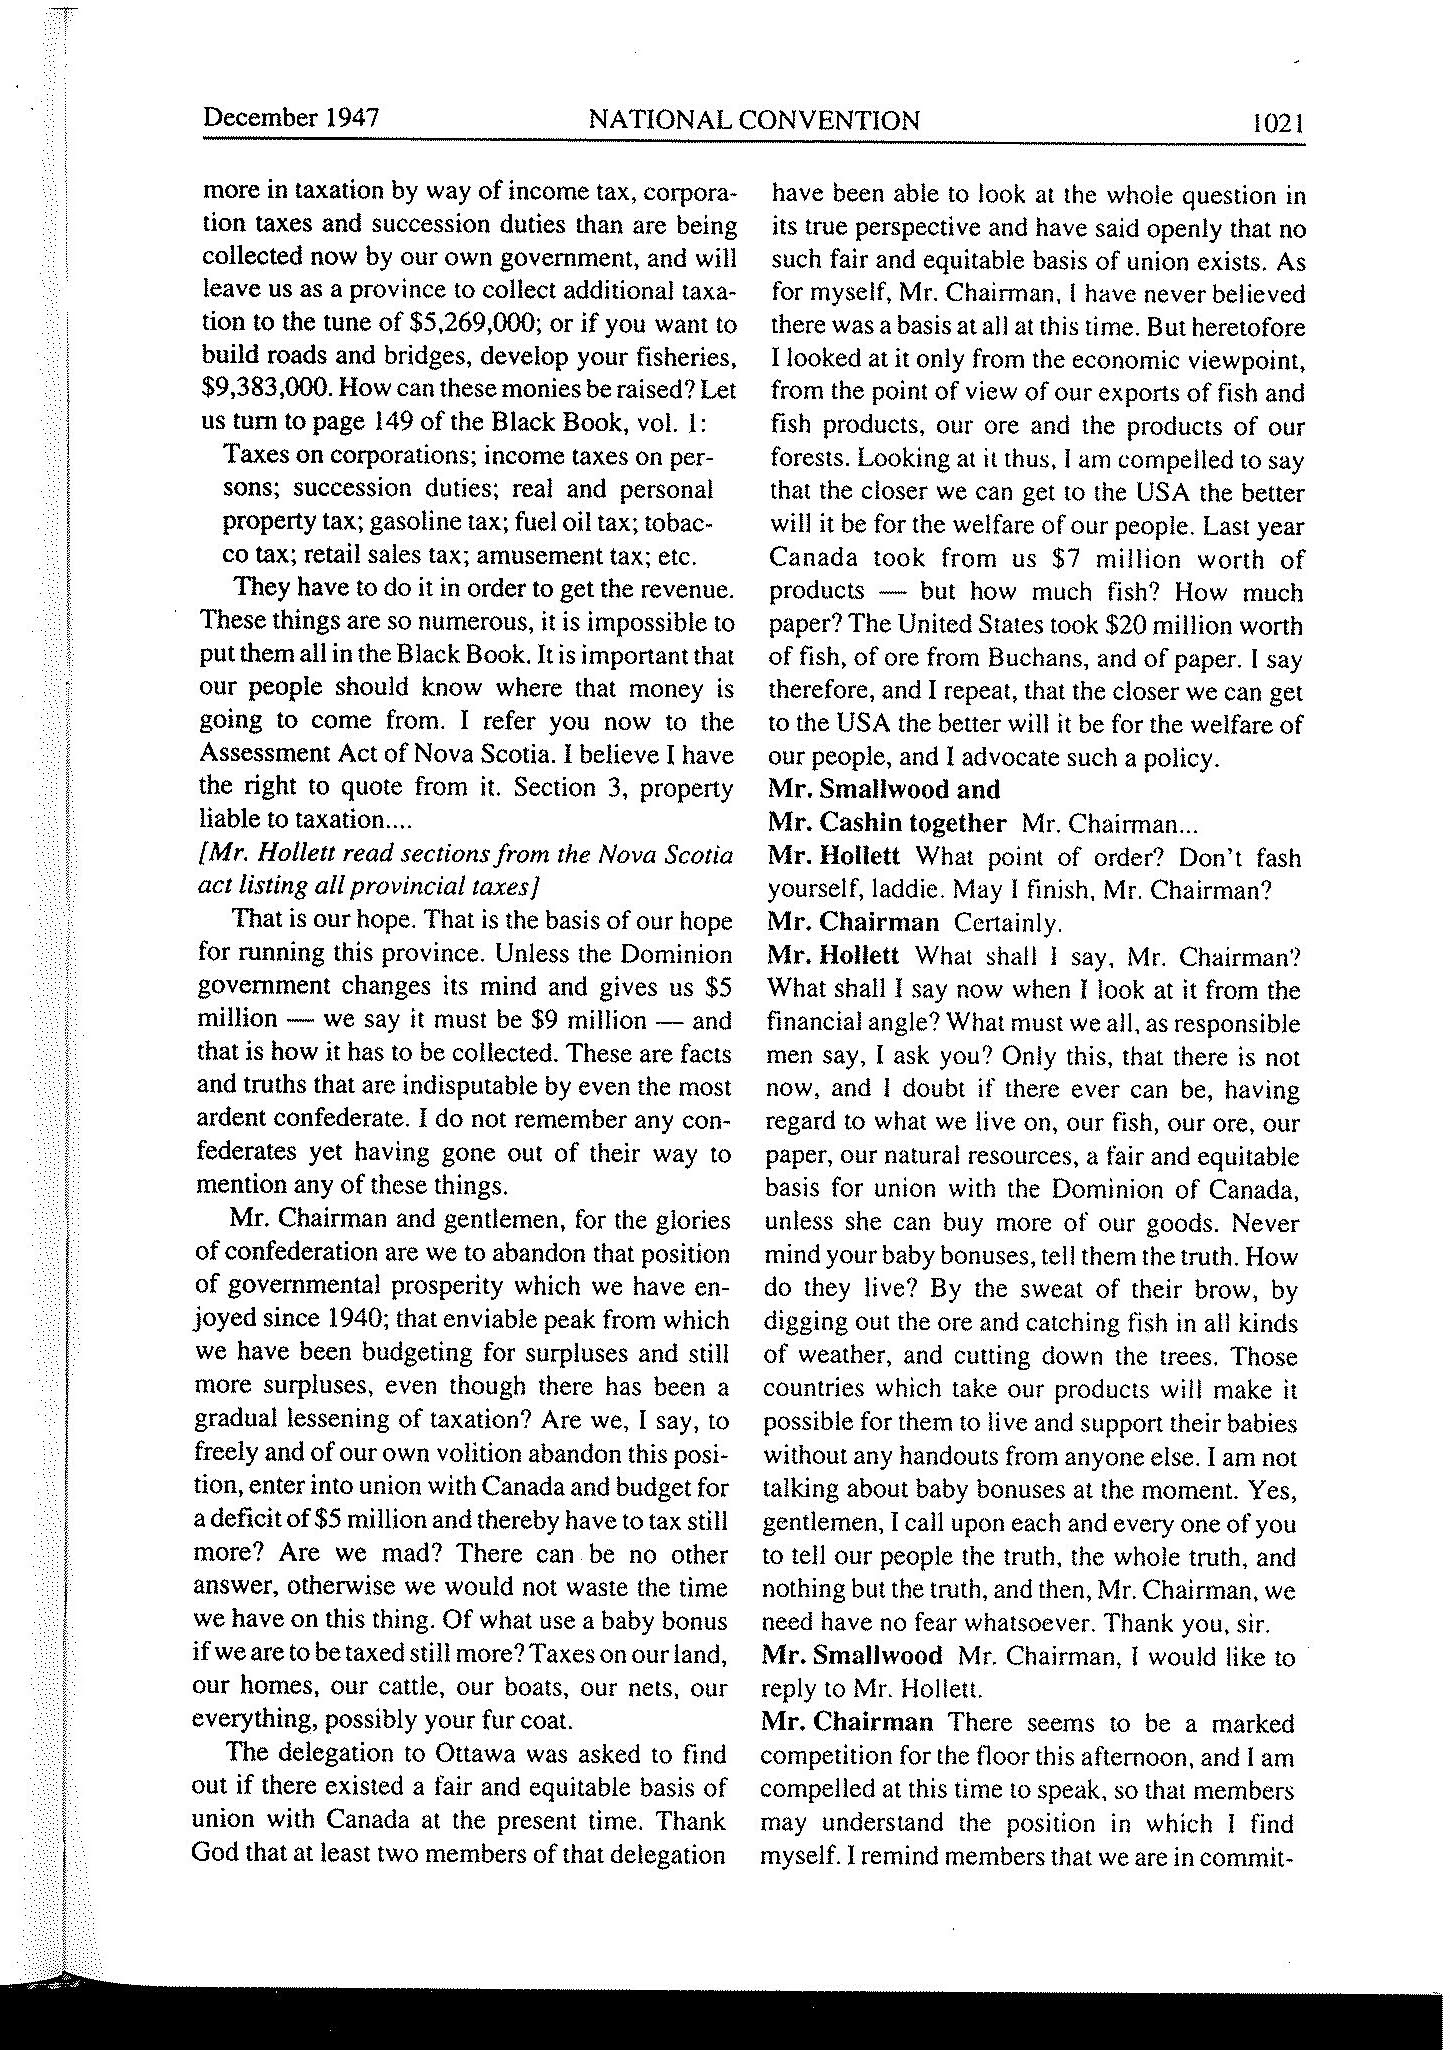 December 1947 NATIONAL CONVENTION 1021
more in taxation by way of income tax, corpora-
tion taxes and succession duties than are being
collected now by our own government, and will
leave us as a province to collect additional taxa-
tion to the tune of $5,269,000; or if you want to
build roads and bridges, develop your fisheries,
$9,383,000. How can these monies be raised? Let
us turn to page 149 of the Black Book, vol. 1:
Taxes on corporations; income taxes on per-
sons; succession duties; real and personal
property tax; gasoline tax; fuel oil tax; tobac-
co tax; retail sales tax; amusement tax; etc.
They have to do it in order to get the revenue.
These things are so numerous, it is impossible to
put them all in the Black Book. It is important that
our people should know where that money is
going to come from. I refer you now to the
Assessment Act of Nova Scotia. I believe I have
the right to quote from it. Section 3, property
liable to taxation....
[Mr. Hollett read sections from the Nova Scotia
act listing all provincial taxes]
That is our hope. That is the basis of our hope
for running this province. Unless the Dominion
government changes its mind and gives us $5
million — we say it must be $9 million — and
that is how it has to be collected. These are facts
and truths that are indisputable by even the most
ardent confederate. I do not remember any con-
federates yet having gone out of their way to
mention any of these things.
Mr. Chairman and gentlemen, for the glories
of confederation are we to abandon that position
of governmental prosperity which we have en-
joyed since 1940; that enviable peak from which
we have been budgeting for surpluses and still
more surpluses, even though there has been a
gradual lessening of taxation? Are we, I say, to
freely and of our own volition abandon this posi-
tion, enter into union with Canada and budget for
a deficit of $5 million and thereby have to tax still
more? Are we mad? There can be no other
answer, otherwise we would not waste the time
we have on this thing. Of what use a baby bonus
if we are to be taxed still more? Taxes on our land,
our homes, our cattle, our boats, our nets, our
everything, possibly your fur coat.
The delegation to Ottawa was asked to find
out if there existed a fair and equitable basis of
union with Canada at the present time. Thank
God that at least two members of that delegation
have been able to look at the whole question in
its true perspective and have said openly that no
such fair and equitable basis of union exists. As
for myself, Mr. Chairman, I have never believed
there was a basis at all at this time. But heretofore
I looked at it only from the economic viewpoint,
from the point of view of our exports of fish and
fish products, our ore and the products of our
forests. Looking at it thus, I am compelled to say
that the closer we can get to the USA the better
will it be for the welfare of our people. Last year
Canada took from us $7 million worth of
products — but how much fish? How much
paper? The United States took $20 million worth
of fish, of ore from Buchans, and of paper. I say
therefore, and I repeat, that the closer we can get
to the USA the better will it be for the welfare of
our people, and I advocate such a policy.
Mr. Smallwood and
Mr. Cashin together Mr. Chairman...
Mr. Hollett What point of order? Don't fash
yourself, laddie. May I finish, Mr. Chairman?
Mr. Chairman Certainly.
Mr. Hollett What shall I say, Mr. Chairman?
What shall I say now when I look at it from the
financial angle? What must we all, as responsible
men say, I ask you? Only this, that there is not
now, and I doubt if there ever can be, having
regard to what we live on, our fish, our ore, our
paper, our natural resources, a fair and equitable
basis for union with the Dominion of Canada,
unless she can buy more of our goods. Never
mind your baby bonuses, tell them the truth. How
do they live? By the sweat of their brow, by
digging out the ore and catching fish in all kinds
of weather, and cutting down the trees. Those
countries which take our products will make it
possible for them to live and support their babies
without any handouts from anyone else. I am not
talking about baby bonuses at the moment. Yes,
gentlemen, I call upon each and every one of you
to tell our people the truth, the whole truth, and
nothing but the truth, and then, Mr. Chairman, we
need have no fear whatsoever. Thank you, sir.
Mr. Smallwood Mr. Chairman, I would like to
reply to Mr. Hollett.
Mr. Chairman There seems to be a marked
competition for the floor this afternoon, and I am
compelled at this time to speak, so that members
may understand the position in which I find
myself. I remind members that we are in commit-